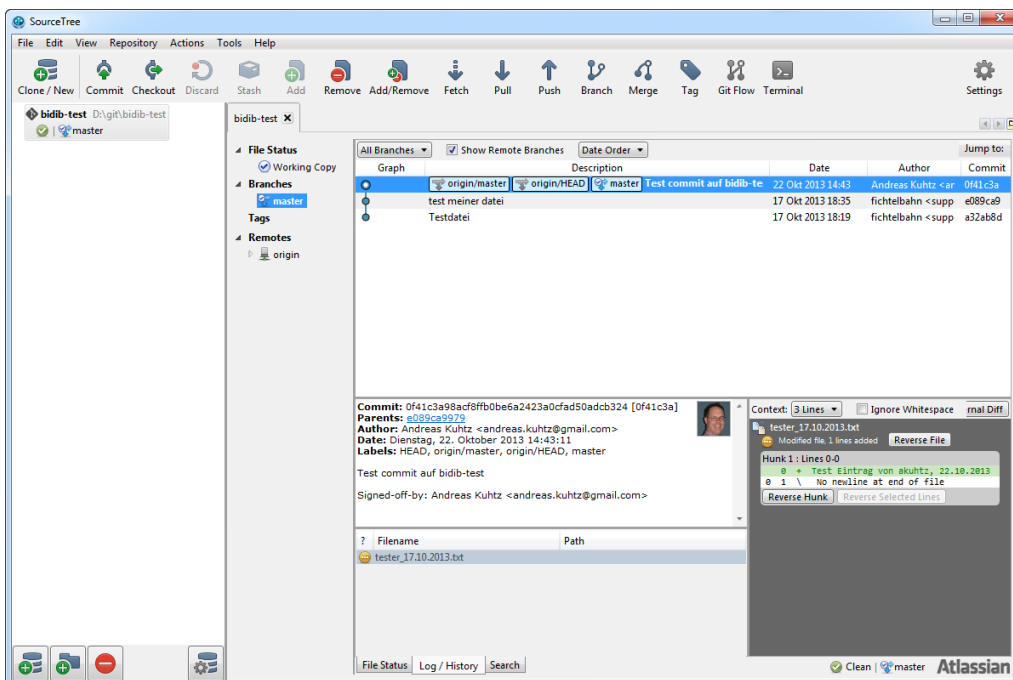 SourceTree
File Edit View Repository Actions Tools Help
Clone / New Commit Checkout Discard Stash Add Remove Add/Remove Fetch Pull Push Branch Merge Tag Git Flow Terminal Settings
bidib-test D:\git\bidib-test
master
bidib-test
File Status
Working Copy
Branches
master
Tags
Remotes
origin
All Branches Show Remote Branches Date Order Jump to:
Graph Description Date Author Commit
origin/master origin/HEAD master Test commit auf bidib-te 22 Okt 2013 14:43 Andreas Kuhtz <ar 0f41c3a
test meiner datei 17 Okt 2013 18:35 fichtelbahn <supp e089ca9
Testdatei 17 Okt 2013 18:19 fichtelbahn <supp a32ab8d
Commit: 0f41c3a98acf8ffb0be6a2423a0cfad50adcb324 [0f41c3a]
Parents: e089ca9979
Author: Andreas Kuhtz <andreas.kuhtz@gmail.com>
Date: Dienstag, 22. Oktober 2013 14:43:11
Labels: HEAD, origin/master, origin/HEAD, master
Test commit auf bidib-test
Signed-off-by: Andreas Kuhtz <andreas.kuhtz@gmail.com>
? Filename Path
tester_17.10.2013.txt
Context: 3 Lines Ignore Whitespace rnal Diff
tester_17.10.2013.txt
Modified file, 1 lines added Reverse File
Hunk 1 : Lines 0-0
0 + Test Eintrag von akuhtz, 22.10.2013
0 1 \ No newline at end of file
Reverse Hunk Reverse Selected Lines
File Status Log / History Search
Clean | master Atlassian